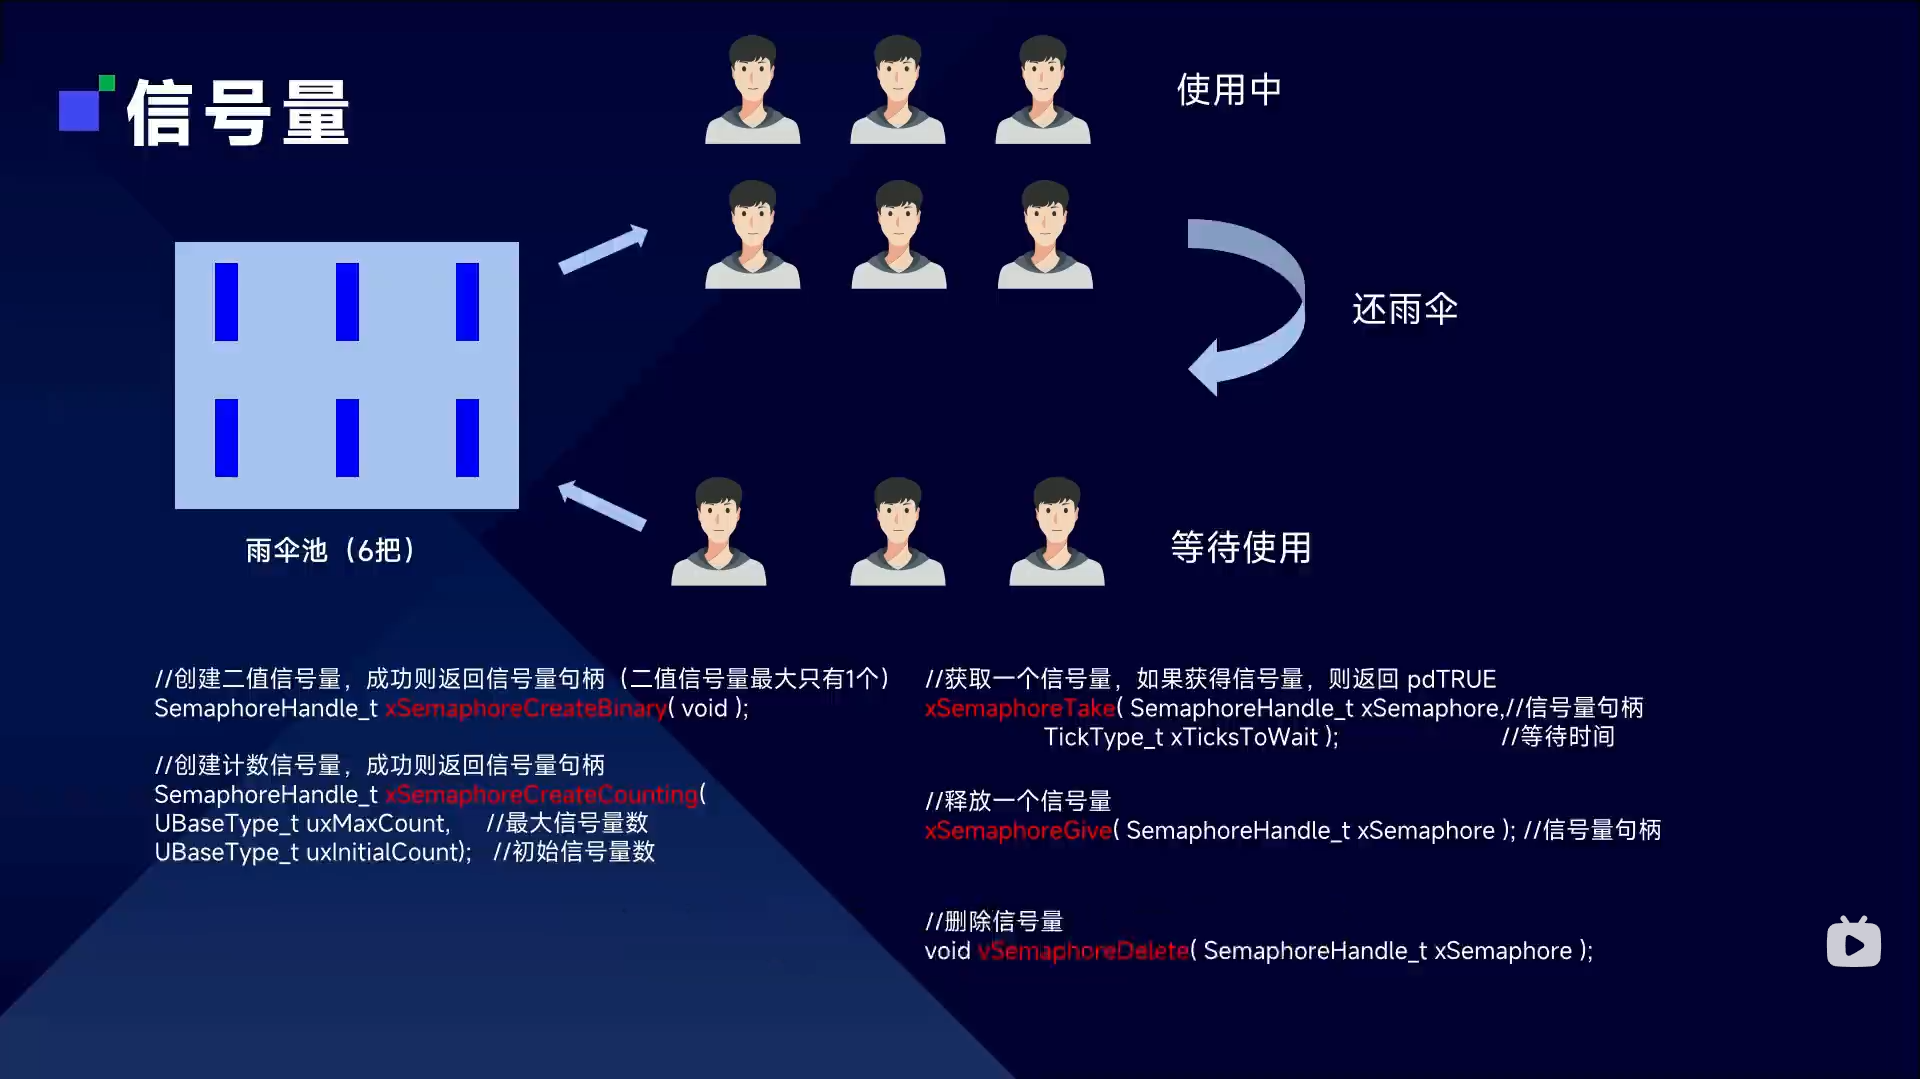 信号量
使用中
还雨伞
雨伞池（6把）
等待使用
//创建二值信号量，成功则返回信号量句柄（二值信号量最大只有1个）
SemaphoreHandle_t xSemaphoreCreateBinary( void );
//创建计数信号量，成功则返回信号量句柄
SemaphoreHandle_t xSemaphoreCreateCounting(
UBaseType_t uxMaxCount, //最大信号量数
UBaseType_t uxInitialCount); //初始信号量数
//获取一个信号量，如果获得信号量，则返回 pdTRUE
xSemaphoreTake( SemaphoreHandle_t xSemaphore,//信号量句柄
TickType_t xTicksToWait ); //等待时间
//释放一个信号量
xSemaphoreGive( SemaphoreHandle_t xSemaphore ); //信号量句柄
//删除信号量
void vSemaphoreDelete( SemaphoreHandle_t xSemaphore );